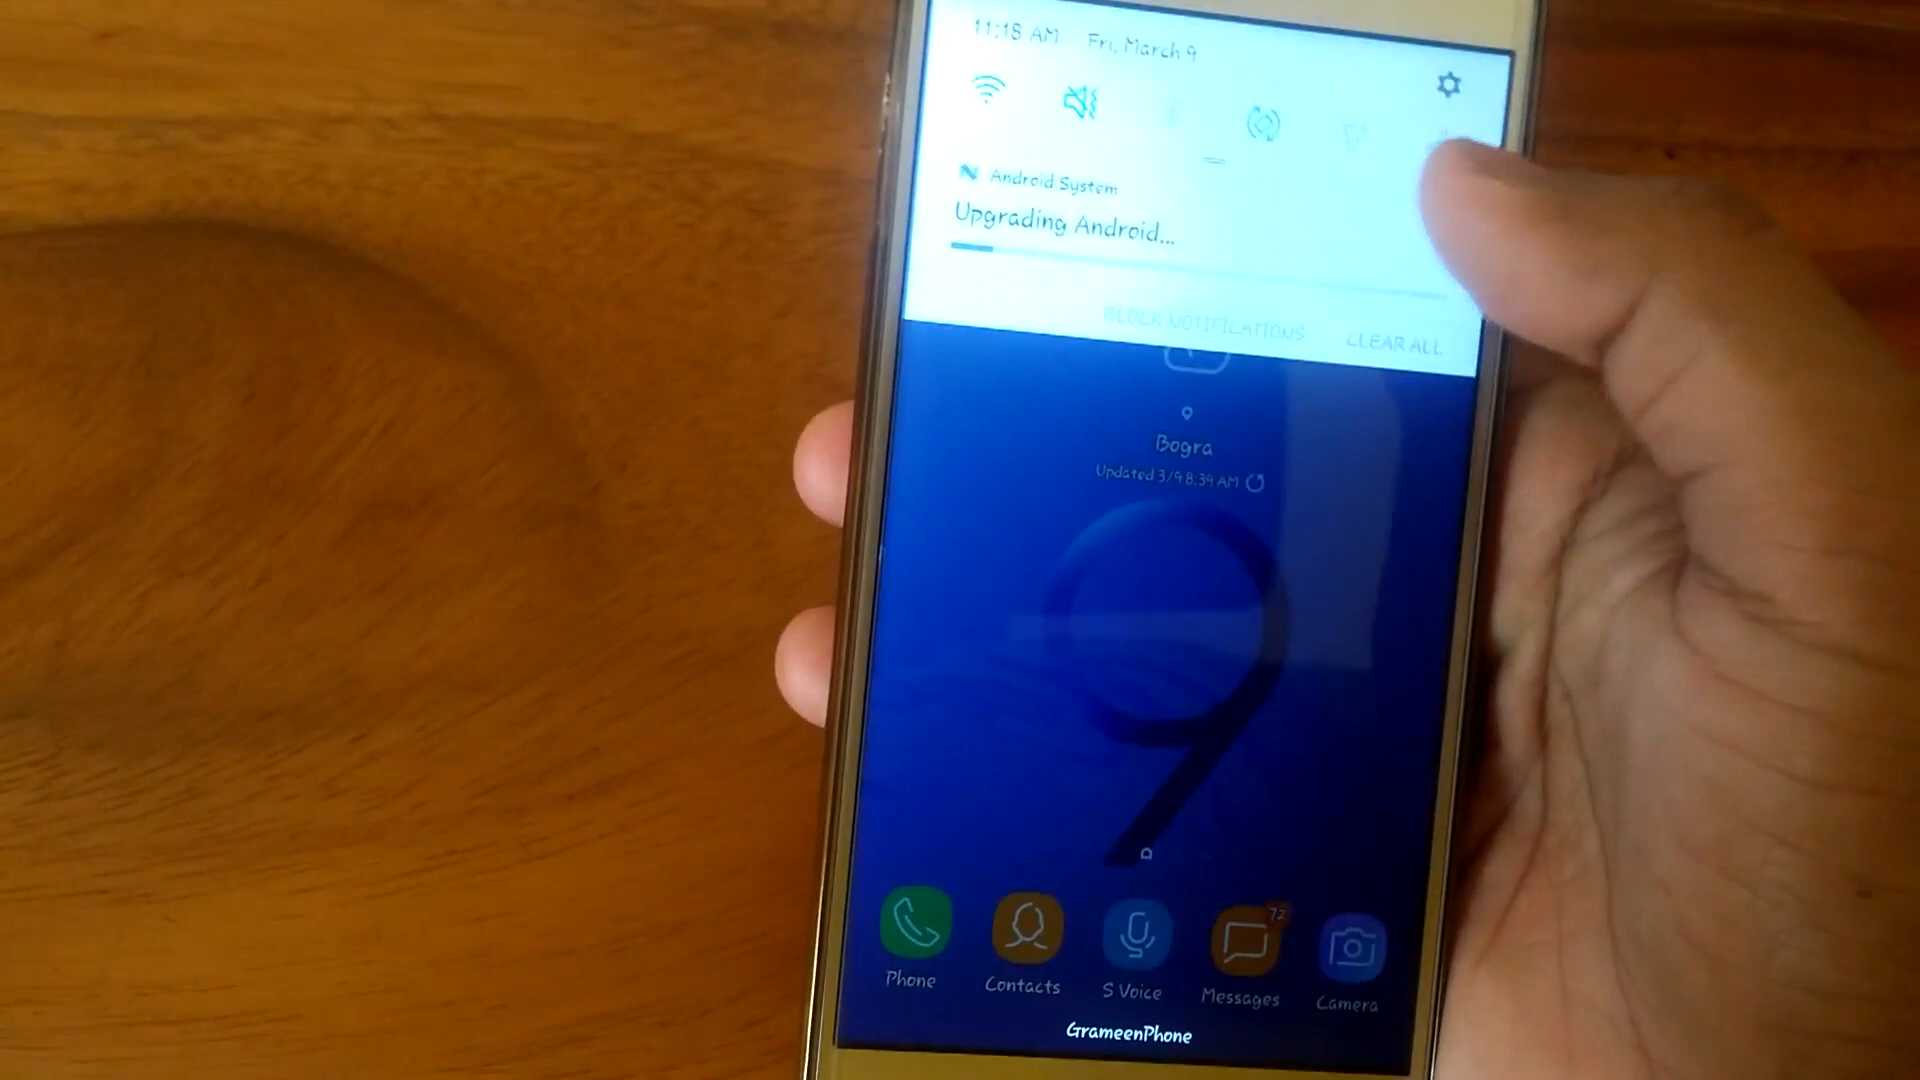 11:18 AM Fri, March 9
Android System
Upgrading Android...
BLOCK NOTIFICATIONS CLEAR ALL
Bogra
Updated 3/9 8:39 AM
9
72
Phone Contacts S Voice Messages Camera
GrameenPhone